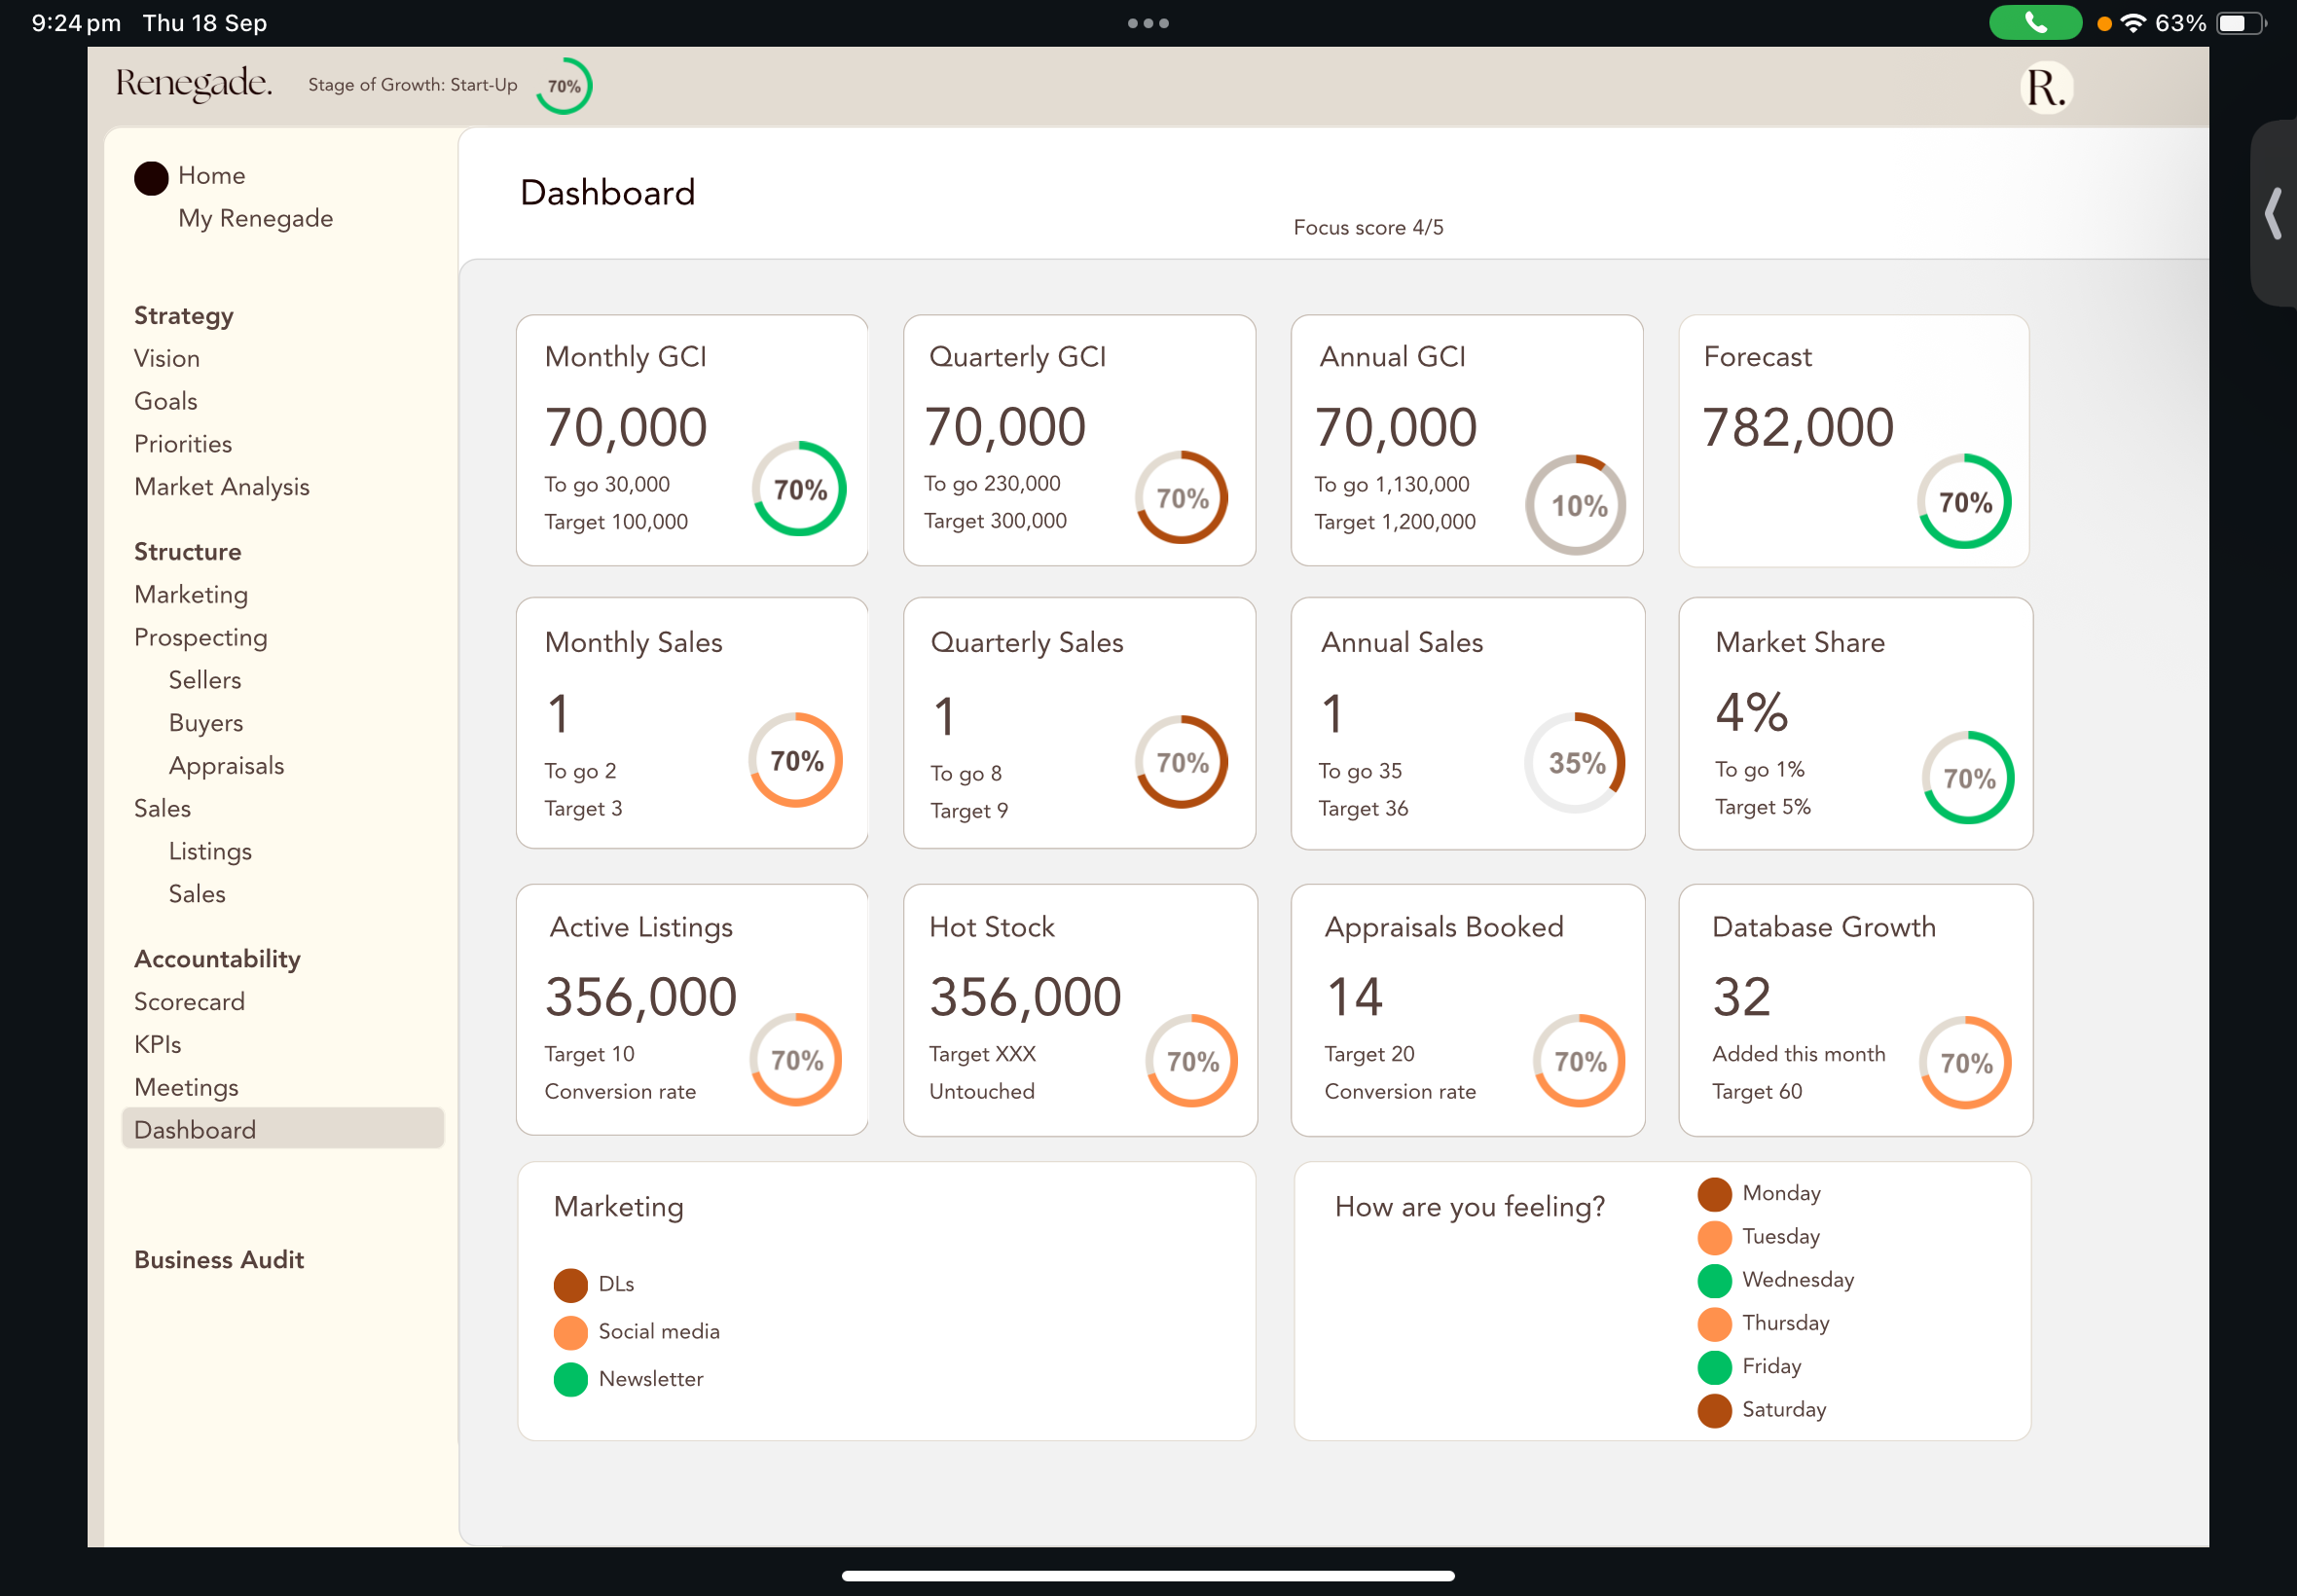 9:24 pm Thu 18 Sep
63%
Renegade.
Stage of Growth: Start-Up
70%
R.
Home
My Renegade
Strategy
Vision
Goals
Priorities
Market Analysis
Structure
Marketing
Prospecting
Sellers
Buyers
Appraisals
Sales
Listings
Sales
Accountability
Scorecard
KPIs
Meetings
Dashboard
Business Audit
Dashboard
Focus score 4/5
Monthly GCI
70,000
To go 30,000
Target 100,000
70%
Quarterly GCI
70,000
To go 230,000
Target 300,000
70%
Annual GCI
70,000
To go 1,130,000
Target 1,200,000
10%
Forecast
782,000
70%
Monthly Sales
1
To go 2
Target 3
70%
Quarterly Sales
1
To go 8
Target 9
70%
Annual Sales
1
To go 35
Target 36
35%
Market Share
4%
To go 1%
Target 5%
70%
Active Listings
356,000
Target 10
Conversion rate
70%
Hot Stock
356,000
Target XXX
Untouched
70%
Appraisals Booked
14
Target 20
Conversion rate
70%
Database Growth
32
Added this month
Target 60
70%
Marketing
DLs
Social media
Newsletter
How are you feeling?
Monday
Tuesday
Wednesday
Thursday
Friday
Saturday